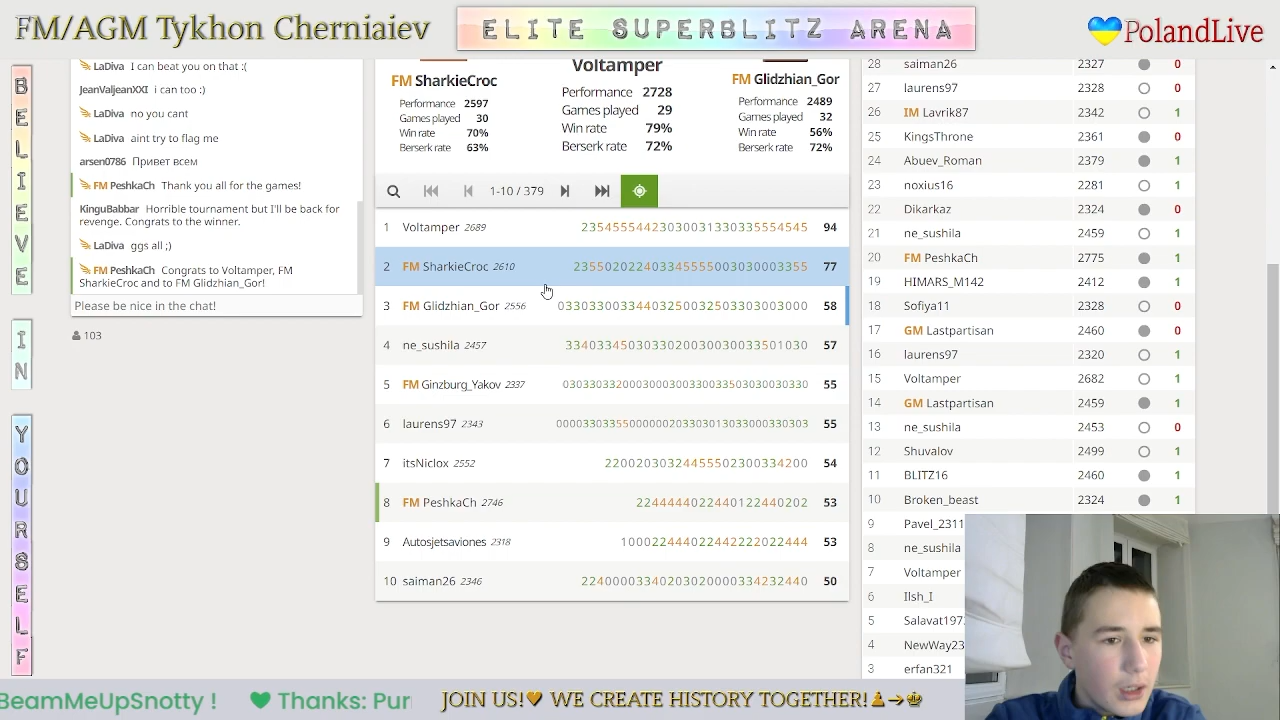 FM/AGM Tykhon Cherniaiev
ELITE SUPERBLITZ ARENA
PolandLive
BELIEVE
IN
YOURSELF
LaDiva I can beat you on that :(
JeanValjeanXXI i can too :)
LaDiva no you cant
LaDiva aint try to flag me
arsen0786 Привет всем
FM PeshkaCh Thank you all for the games!
KinguBabbar Horrible tournament but I'll be back for
revenge. Congrats to the winner.
LaDiva ggs all ;)
FM PeshkaCh Congrats to Voltamper, FM
SharkieCroc and to FM Glidzhian_Gor!
Please be nice in the chat!
103
FM SharkieCroc
Performance 2597
Games played 30
Win rate 70%
Berserk rate 63%
Voltamper
Performance 2728
Games played 29
Win rate 79%
Berserk rate 72%
FM Glidzhian_Gor
Performance 2489
Games played 32
Win rate 56%
Berserk rate 72%
1-10 / 379
1 Voltamper 2689 23545554423030031330335554545 94
2 FM SharkieCroc 2610 235502022403345555003030003355 77
3 FM Glidzhian_Gor 2556 03303300334403250032503303003000 58
4 ne_sushila 2457 3340334503033020030030033501030 57
5 FM Ginzburg_Yakov 2337 0303303320003000300330033503030030330 55
6 laurens97 2343 000033033550000002033030130330003303 03 55
7 itsNiclox 2552 22002030324455502300334200 54
8 FM PeshkaCh 2746 2244444022440122440202 53
9 Autosjetsaviones 2318 100022444022442222022444 53
10 saiman26 2346 22400003340203020000334232440 50
28 saiman26 2327 0
27 laurens97 2328 0
26 IM Lavrik87 2342 1
25 KingsThrone 2361 0
24 Abuev_Roman 2379 1
23 noxius16 2281 1
22 Dikarkaz 2324 0
21 ne_sushila 2459 1
20 FM PeshkaCh 2775 1
19 HIMARS_M142 2412 1
18 Sofiya11 2328 0
17 GM Lastpartisan 2460 0
16 laurens97 2320 1
15 Voltamper 2682 1
14 GM Lastpartisan 2459 1
13 ne_sushila 2453 0
12 Shuvalov 2499 1
11 BLITZ16 2460 1
10 Broken_beast 2324 1
9 Pavel_2311
8 ne_sushila
7 Voltamper
6 Ilsh_I
5 Salavat197
4 NewWay23
3 erfan321
BeamMeUpSnotty ! Thanks: Pur
JOIN US! WE CREATE HISTORY TOGETHER!